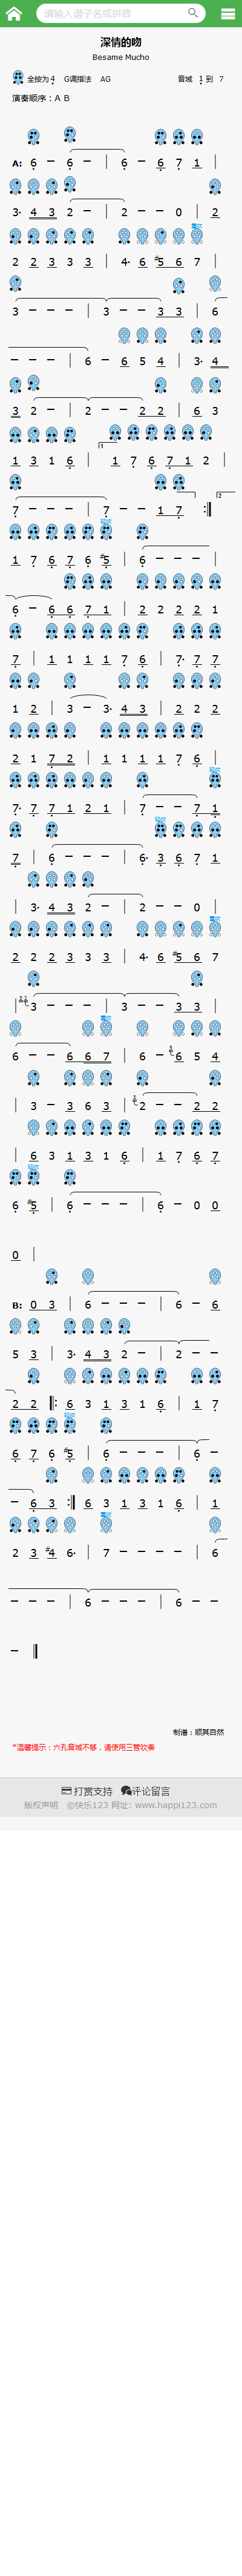 请输入谱子名或拼音
深情的吻
Besame Mucho
全按为 4 G调指法 AG 音域 1 到 7
演奏顺序：A B
A: 6 – 6 – | 6 – 6 7 1 |
3· 4 3 2 – | 2 – – 0 | 2
2 2 3 3 3 | 4· 6 #5 6 7 |
3 – – – | 3 – – 3 3 | 6
– – – | 6 – 6 5 4 | 3· 4
3 2 – | 2 – – 2 2 | 6 3
1 3 1 6 | 1 1 7 6 7 1 2 |
7 – – – – 7 – – 1 7 :| 2
1 7 6 7 6 #5 | 6 – – – |
6 – 6 6 7 1 | 2 2 2 2 1
7 | 1 1 1 1 7 6 | 7· 7 7
1 2 | 3 – 3· 4 3 | 2 2 2
2 1 7 2 | 1 1 1 1 7 6 |
7· 7 7 1 2 1 | 7 – – 7 1
7 | 6 – – – – 6· 3 6 7 1
| 3· 4 3 2 – | 2 – – 0 |
2 2 2 3 3 3 | 4· 6 #5 6 7
| 3 – – – | 3 – – 3 3 |
6 – – 6 6 7 | 6 – 6 5 4
| 3 – 3 6 3 | 2 – – 2 2
| 6 3 1 3 1 6 | 1 7 6 7
6 #5 | 6 – – – | 6 – 0 0
0 |
B: 0 3 | 6 – – – | 6 – 6
5 3 | 3· 4 3 2 – | 2 – –
2 2 |: 6 3 1 3 1 6 | 1 7
6 7 6 #5 | 6 – – – | 6 –
– 6 3 :| 6 3 1 3 1 6 | 1
2 3 #4 6· | 7 – – – – | 6
– – – | 6 – – – | 6 – –
–
制谱：顺其自然
*温馨提示：六孔音域不够，请使用三管吹奏
打赏支持 评论留言
版权声明 ©快乐123 网址: www.happi123.com